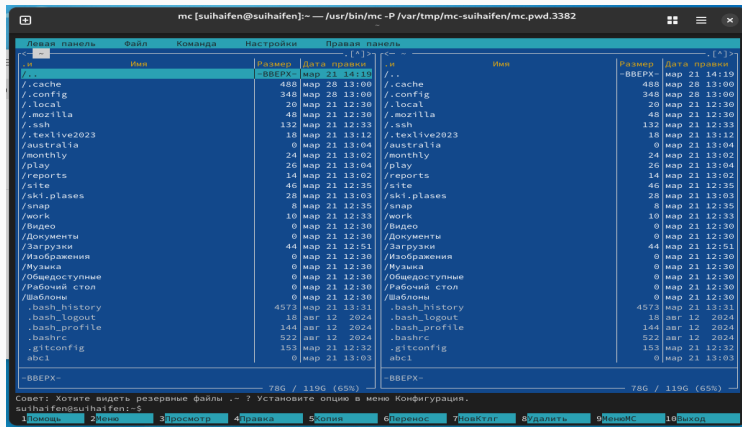 mc [suihaifen@suihaifen]:~ — /usr/bin/mc -P /var/tmp/mc-suihaifen/mc.pwd.3382
Левая панель Файл Команда Настройки Правая панель
<— ~ .[^]> <— ~ .[^]>
.и Имя Размер Дата правки .и Имя Размер Дата правки
/.. -ВВЕРХ- мар 21 14:19 /.. -ВВЕРХ- мар 21 14:19
/.cache 488 мар 28 13:00 /.cache 488 мар 28 13:00
/.config 348 мар 28 13:00 /.config 348 мар 28 13:00
/.local 20 мар 21 12:30 /.local 20 мар 21 12:30
/.mozilla 48 мар 21 12:30 /.mozilla 48 мар 21 12:30
/.ssh 132 мар 21 12:33 /.ssh 132 мар 21 12:33
/.texlive2023 18 мар 21 13:12 /.texlive2023 18 мар 21 13:12
/australia 0 мар 21 13:04 /australia 0 мар 21 13:04
/monthly 24 мар 21 13:02 /monthly 24 мар 21 13:02
/play 26 мар 21 13:04 /play 26 мар 21 13:04
/reports 14 мар 21 13:02 /reports 14 мар 21 13:02
/site 46 мар 21 12:35 /site 46 мар 21 12:35
/ski.plases 28 мар 21 13:03 /ski.plases 28 мар 21 13:03
/snap 8 мар 21 12:35 /snap 8 мар 21 12:35
/work 10 мар 21 12:33 /work 10 мар 21 12:33
/Видео 0 мар 21 12:30 /Видео 0 мар 21 12:30
/Документы 0 мар 21 12:30 /Документы 0 мар 21 12:30
/Загрузки 44 мар 21 12:51 /Загрузки 44 мар 21 12:51
/Изображения 0 мар 21 12:30 /Изображения 0 мар 21 12:30
/Музыка 0 мар 21 12:30 /Музыка 0 мар 21 12:30
/Общедоступные 0 мар 21 12:30 /Общедоступные 0 мар 21 12:30
/Рабочий стол 0 мар 21 12:30 /Рабочий стол 0 мар 21 12:30
/Шаблоны 0 мар 21 12:30 /Шаблоны 0 мар 21 12:30
.bash_history 4573 мар 21 13:31 .bash_history 4573 мар 21 13:31
.bash_logout 18 авг 12 2024 .bash_logout 18 авг 12 2024
.bash_profile 144 авг 12 2024 .bash_profile 144 авг 12 2024
.bashrc 522 авг 12 2024 .bashrc 522 авг 12 2024
.gitconfig 153 мар 21 12:32 .gitconfig 153 мар 21 12:32
abc1 0 мар 21 13:03 abc1 0 мар 21 13:03
-ВВЕРХ- -ВВЕРХ-
78G / 119G (65%) 78G / 119G (65%)
Совет: Хотите видеть резервные файлы .~ ? Установите опцию в меню Конфигурация.
suihaifen@suihaifen:~$
1Помощь 2Меню 3Просмотр 4Правка 5Копия 6Перенос 7НовКтлг 8Удалить 9МенюМС 10Выход